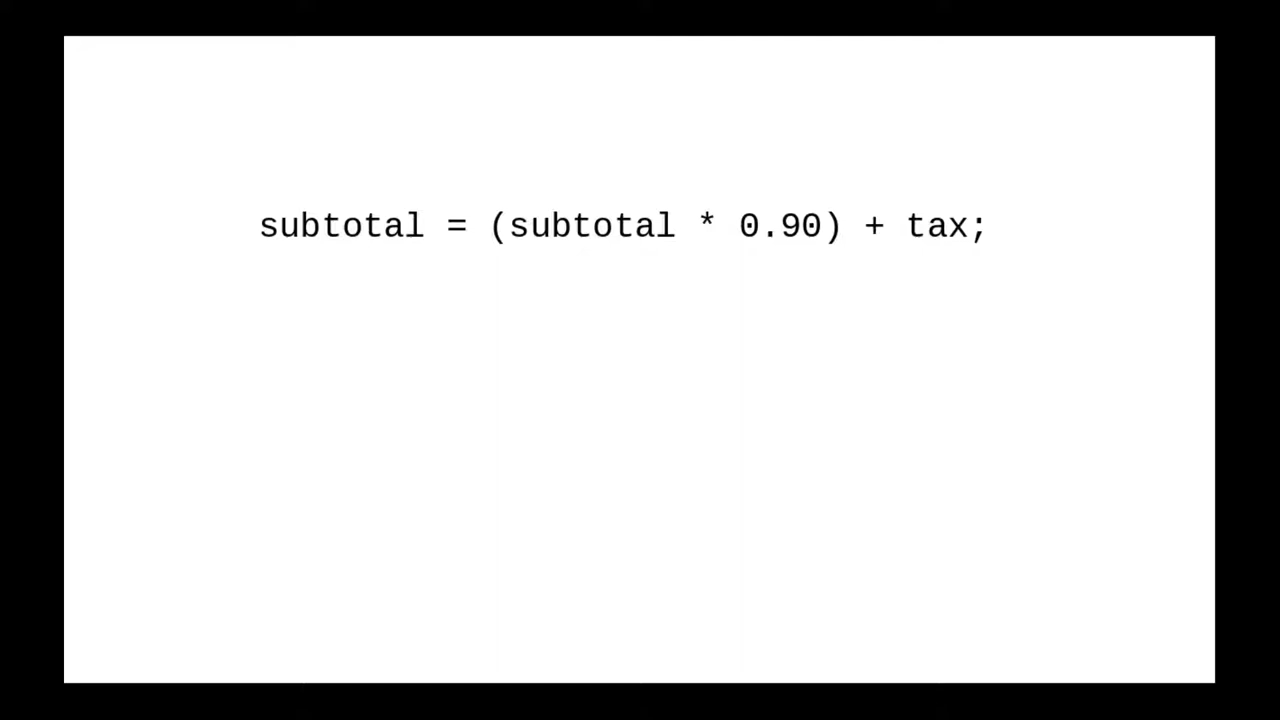 subtotal = (subtotal * 0.90) + tax;